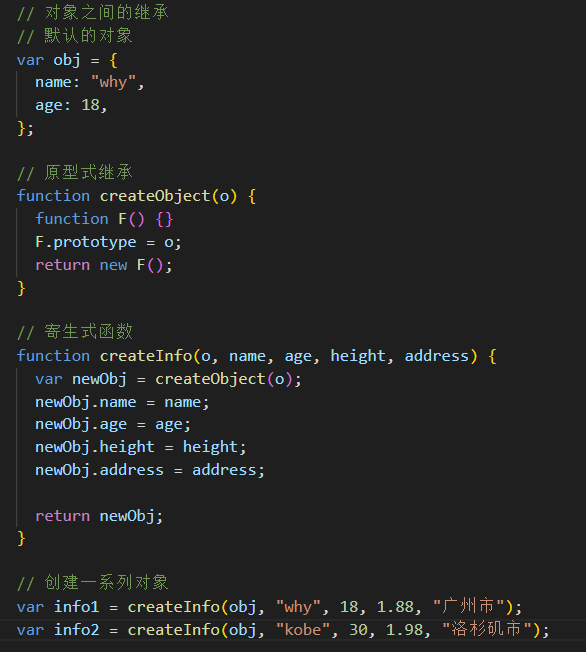 // 对象之间的继承
// 默认的对象
var obj = {
  name: "why",
  age: 18,
};
// 原型式继承
function createObject(o) {
  function F() {}
  F.prototype = o;
  return new F();
}
// 寄生式函数
function createInfo(o, name, age, height, address) {
  var newObj = createObject(o);
  newObj.name = name;
  newObj.age = age;
  newObj.height = height;
  newObj.address = address;
  return newObj;
}
// 创建一系列对象
var info1 = createInfo(obj, "why", 18, 1.88, "广州市");
var info2 = createInfo(obj, "kobe", 30, 1.98, "洛杉矶市");